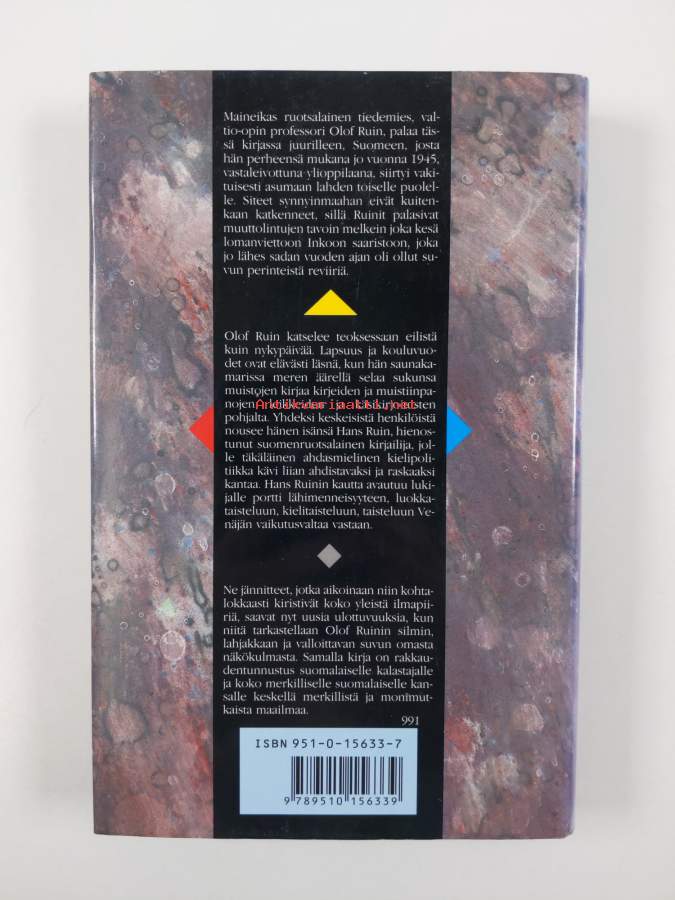 Maineikas ruotsalainen tiedemies, val-
tio-opin professori Olof Ruin, palaa täs-
sä kirjassa juurilleen, Suomeen, josta
hän perheensä mukana jo vuonna 1945,
vastaleivottuna ylioppilaana, siirtyi vaki-
tuisesti asumaan lahden toiselle puolel-
le. Siteet synnyinmaahan eivät kuiten-
kaan katkenneet, sillä Ruinit palasivat
muuttolintujen tavoin melkein joka kesä
lomanviettoon Inkoon saaristoon, joka
jo lähes sadan vuoden ajan oli ollut su-
vun perinteistä reviiriä.
Olof Ruin katselee teoksessaan eilistä
kuin nykypäivää. Lapsuus ja kouluvuo-
det ovat elävästi läsnä, kun hän saunaka-
marissa meren äärellä selaa sukunsa
muistojen kirjaa kirjeiden ja muistiinpa-
nojen, artikkeleiden ja käsikirjoitusten
Antikvariaatti.net
pohjalta. Yhdeksi keskeisistä henkilöistä
nousee hänen isänsä Hans Ruin, hienos-
tunut suomenruotsalainen kirjailija, jol-
le täkäläinen ahdasmielinen kielipoli-
tiikka kävi liian ahdistavaksi ja raskaaksi
kantaa. Hans Ruinin kautta avautuu luki-
jalle portti lähimenneisyyteen, luokka-
taisteluun, kielitaisteluun, taisteluun Ve-
näjän vaikutusvaltaa vastaan.
Ne jännitteet, jotka aikoinaan niin kohta-
lokkaasti kiristivät koko yleistä ilmapii-
riä, saavat nyt uusia ulottuvuuksia, kun
niitä tarkastellaan Olof Ruinin silmin,
lahjakkaan ja valloittavan suvun omasta
näkökulmasta. Samalla kirja on rakkau-
dentunnustus suomalaiselle kalastajalle
ja koko merkilliselle suomalaiselle kan-
salle keskellä merkillistä ja monimut-
kaista maailmaa.
991
ISBN 951-0-15633-7
9 789510 156339